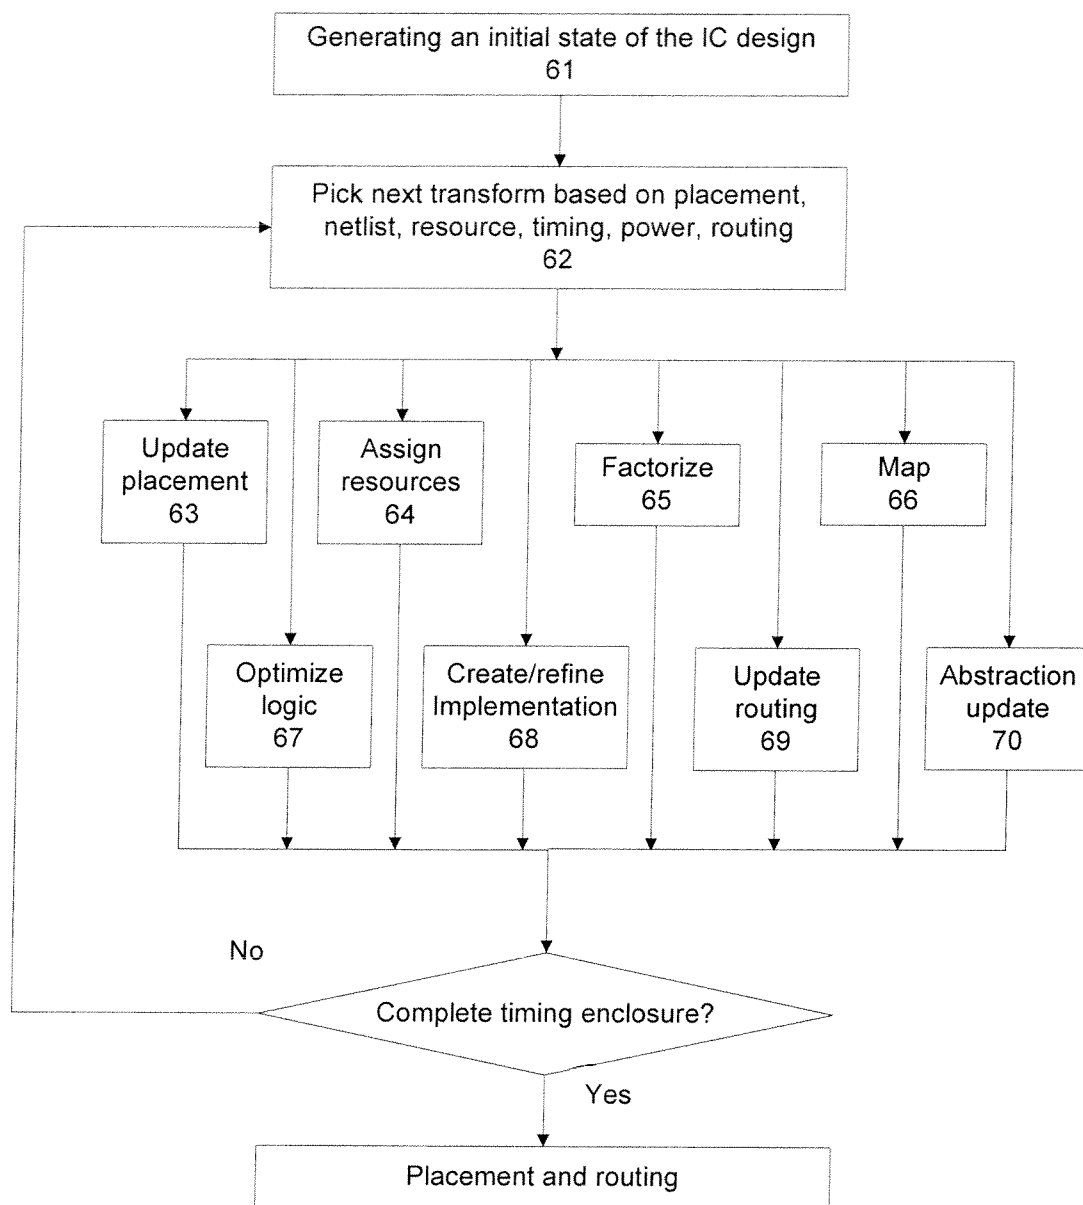 Generating an initial state of the IC design
61
Pick next transform based on placement,
netlist, resource, timing, power, routing
62
Update
placement
63
Assign
resources
64
Factorize
65
Map
66
Optimize
logic
67
Create/refine
Implementation
68
Update
routing
69
Abstraction
update
70
No
Complete timing enclosure?
Yes
Placement and routing